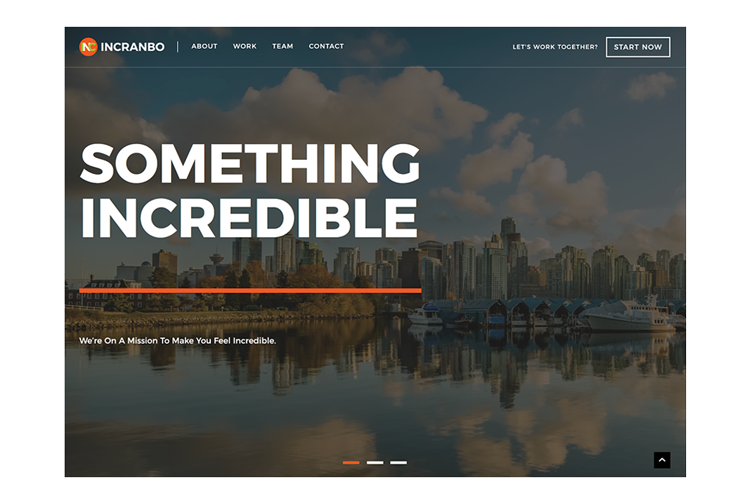 NC INCRANBO
ABOUT WORK TEAM CONTACT
LET'S WORK TOGETHER? START NOW
SOMETHING
INCREDIBLE
We're On A Mission To Make You Feel Incredible.